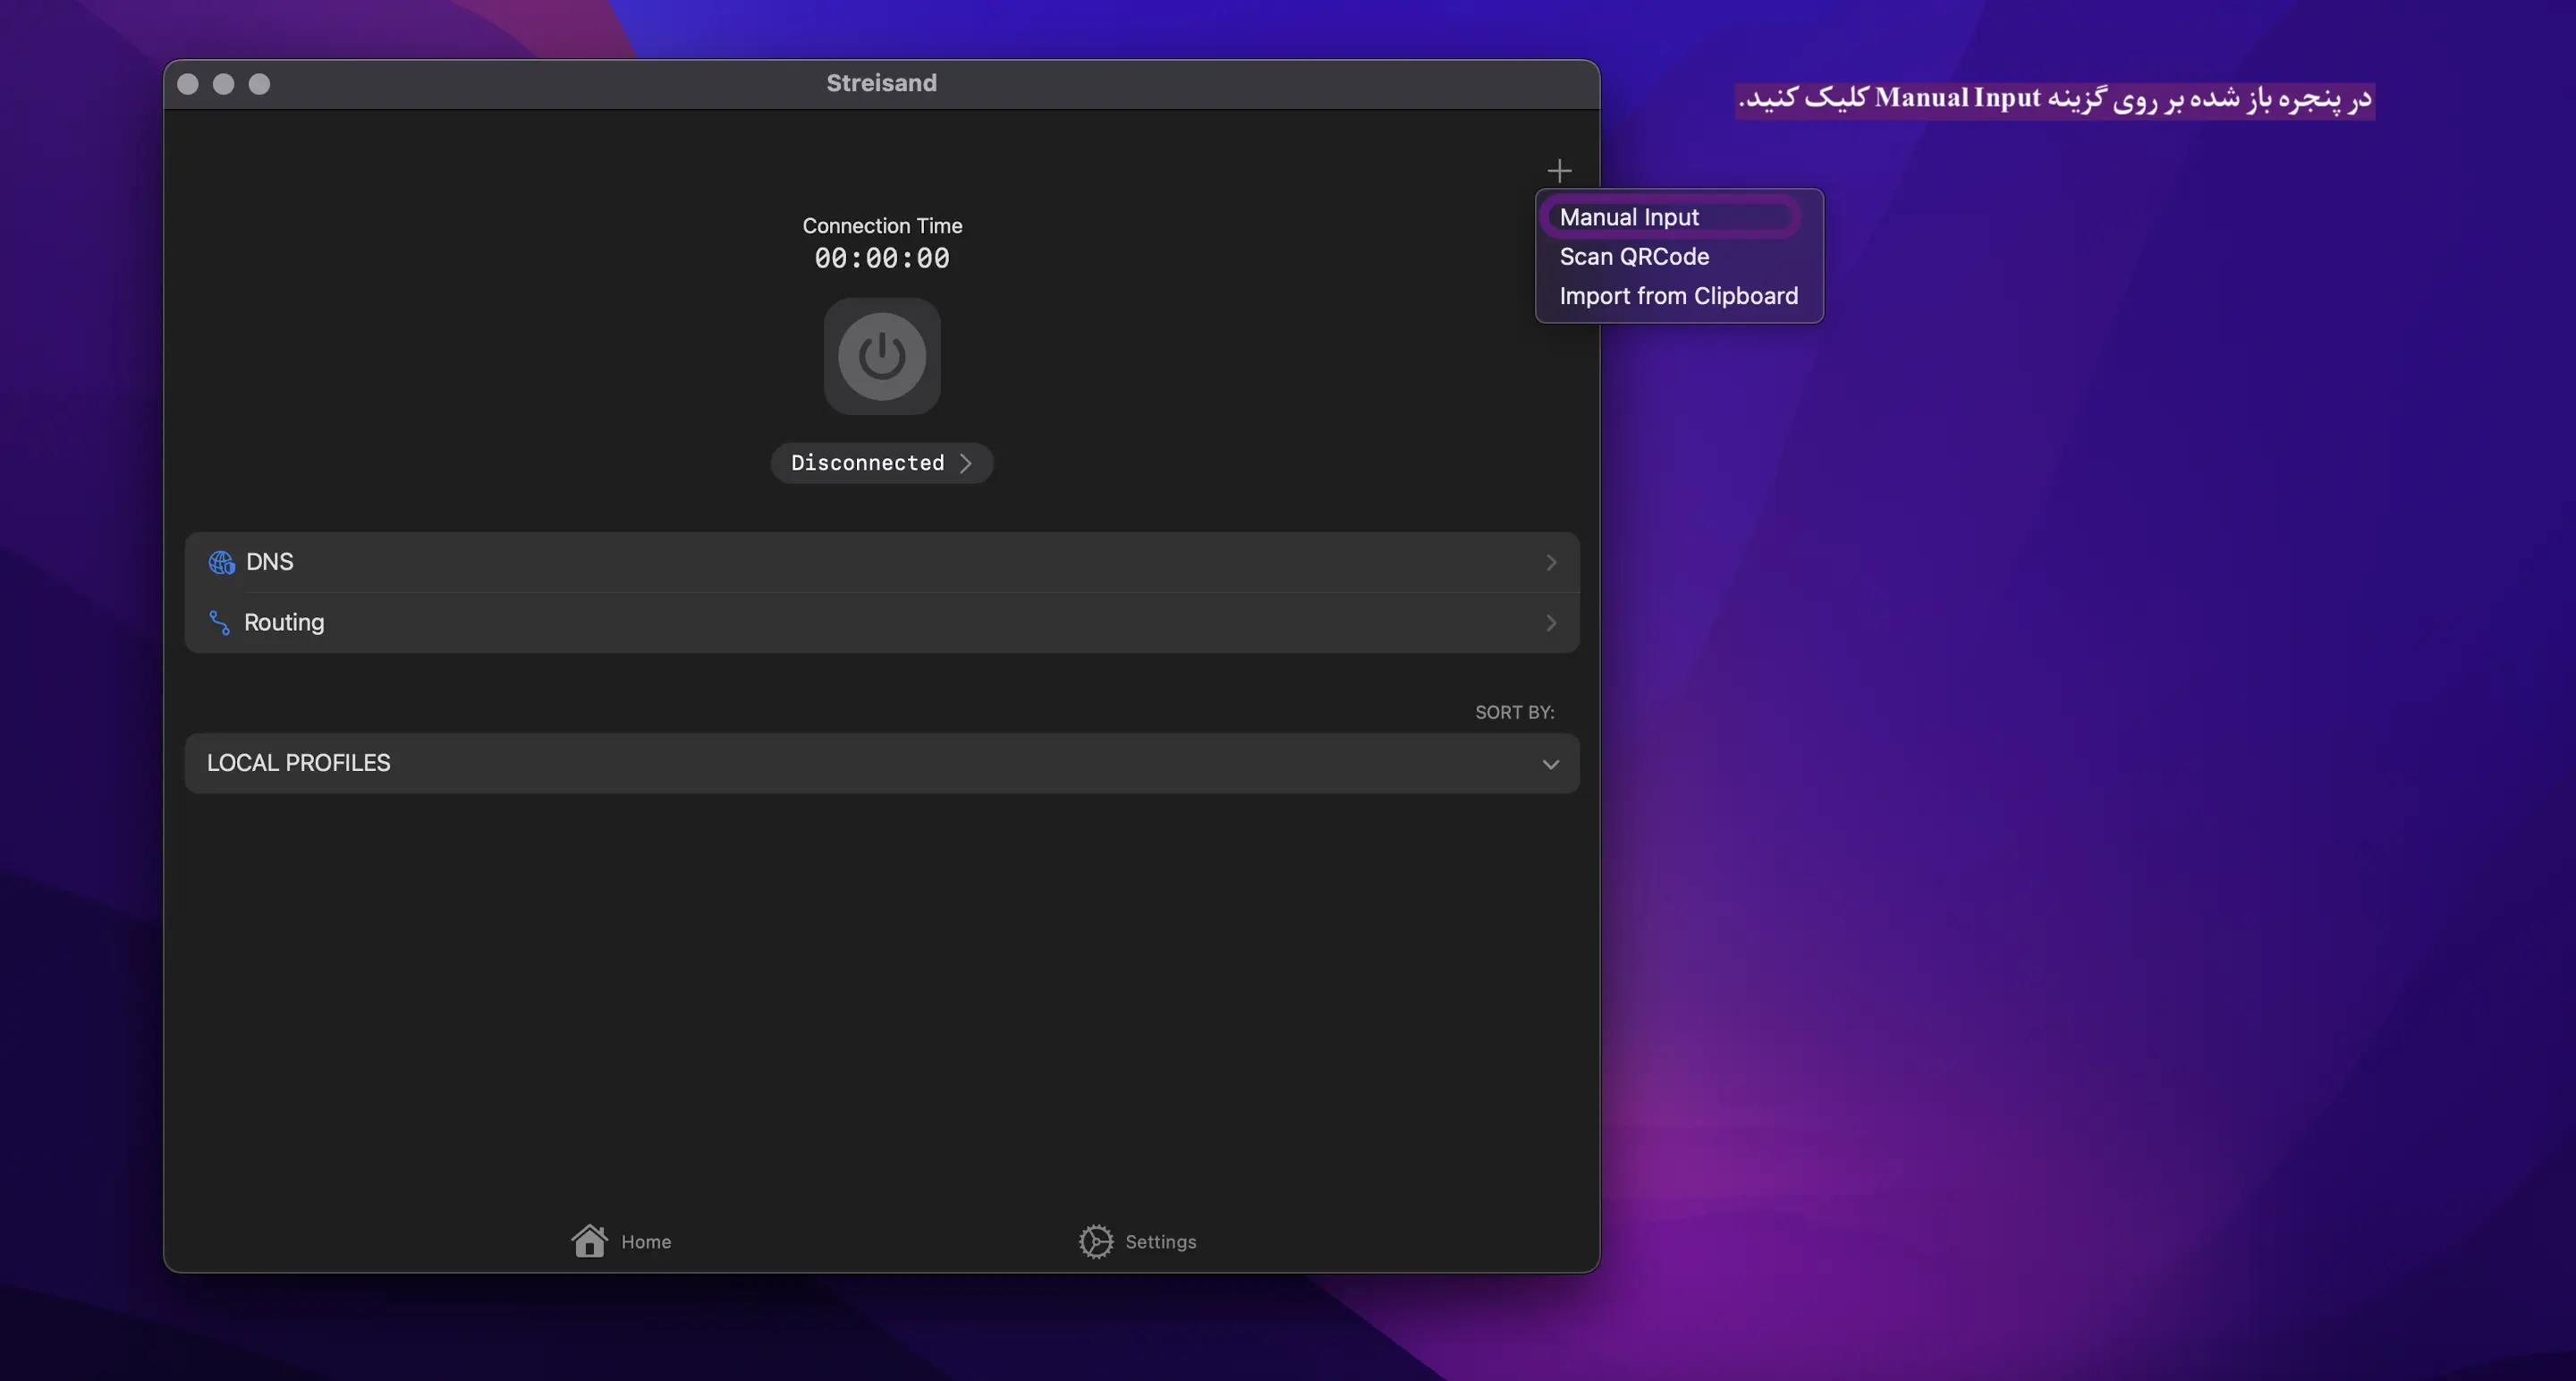 Streisand
در پنجره باز شده بر روی گزینه Manual Input کلیک کنید.
Manual Input
Scan QRCode
Import from Clipboard
Connection Time
00:00:00
Disconnected
DNS
Routing
SORT BY:
LOCAL PROFILES
Home
Settings